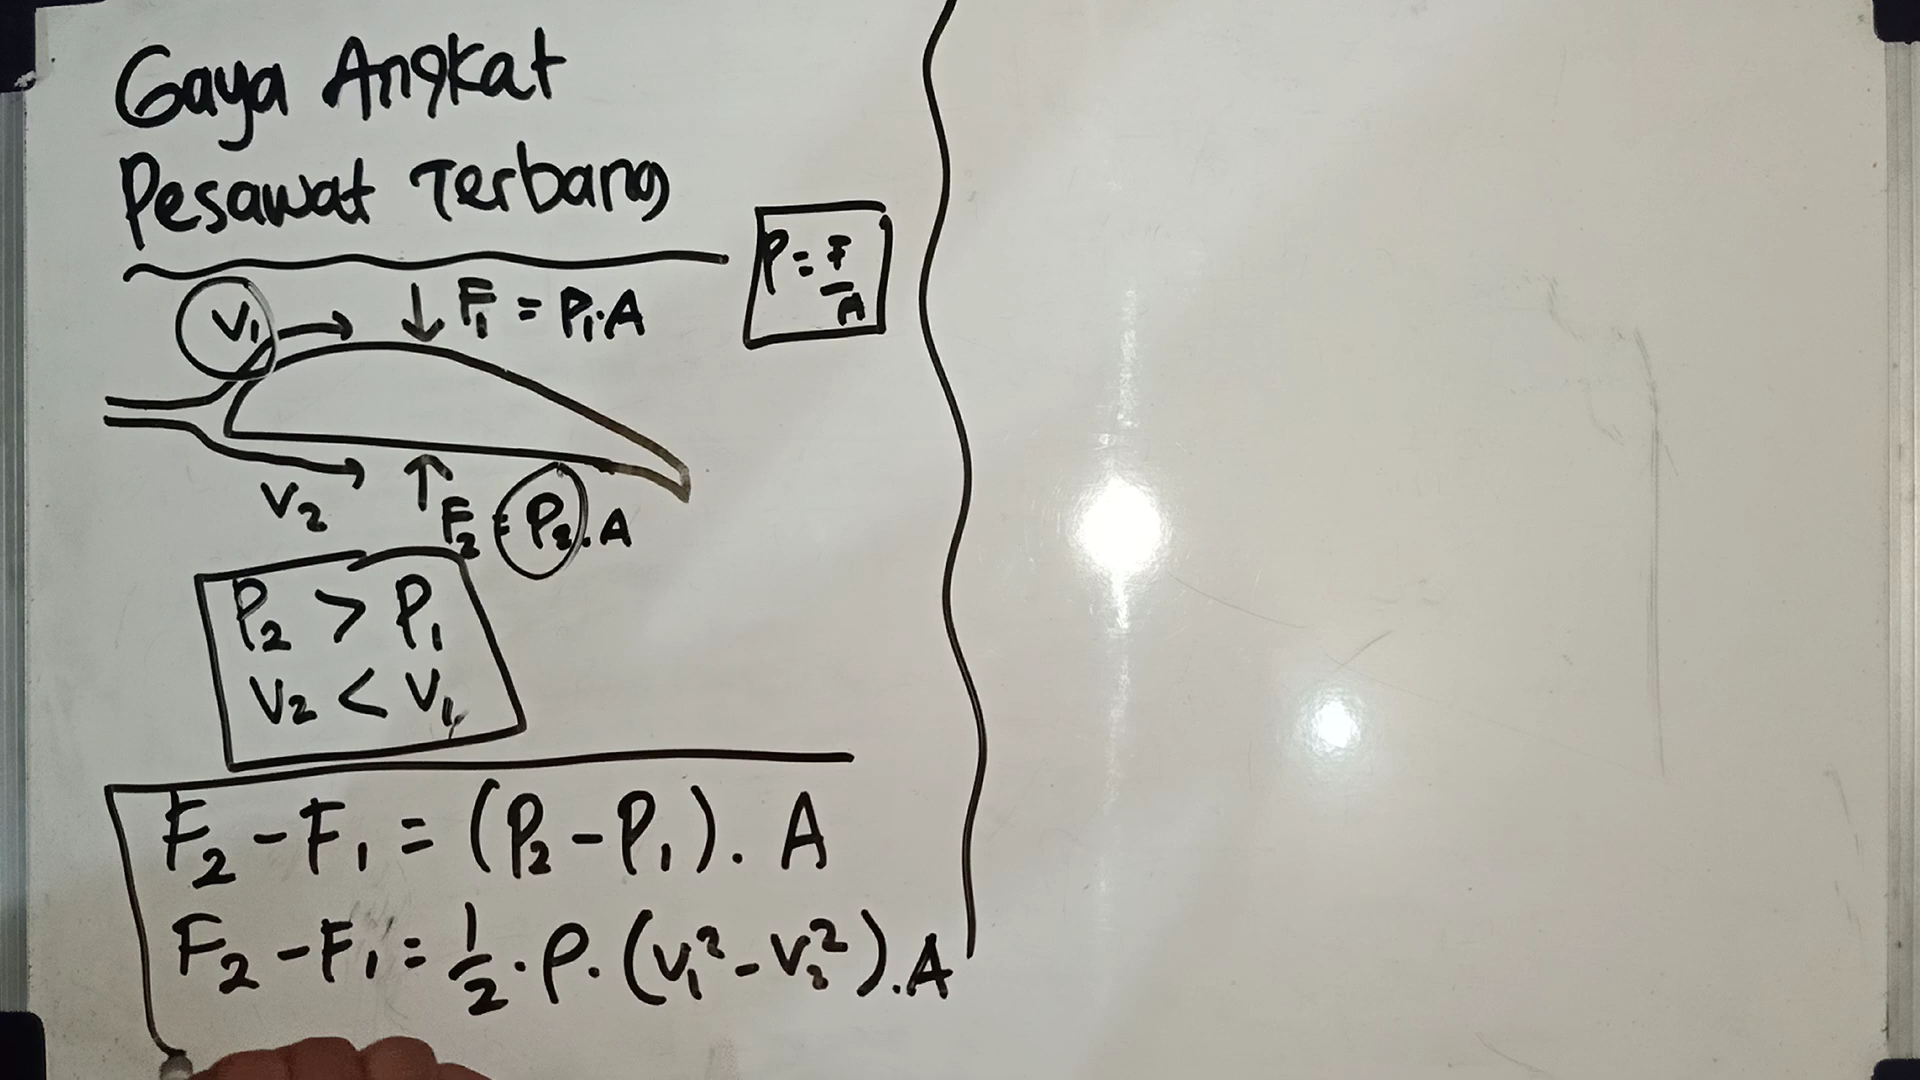 Gaya Angkat
Pesawat Terbang
P = F/A
V₁
F₁ = P₁.A
V₂
F₂ = P₂.A
P₂ > P₁
V₂ < V₁
F₂ - F₁ = (P₂ - P₁). A
F₂ - F₁ = ½ . ρ. (V₁² - V₂²).A